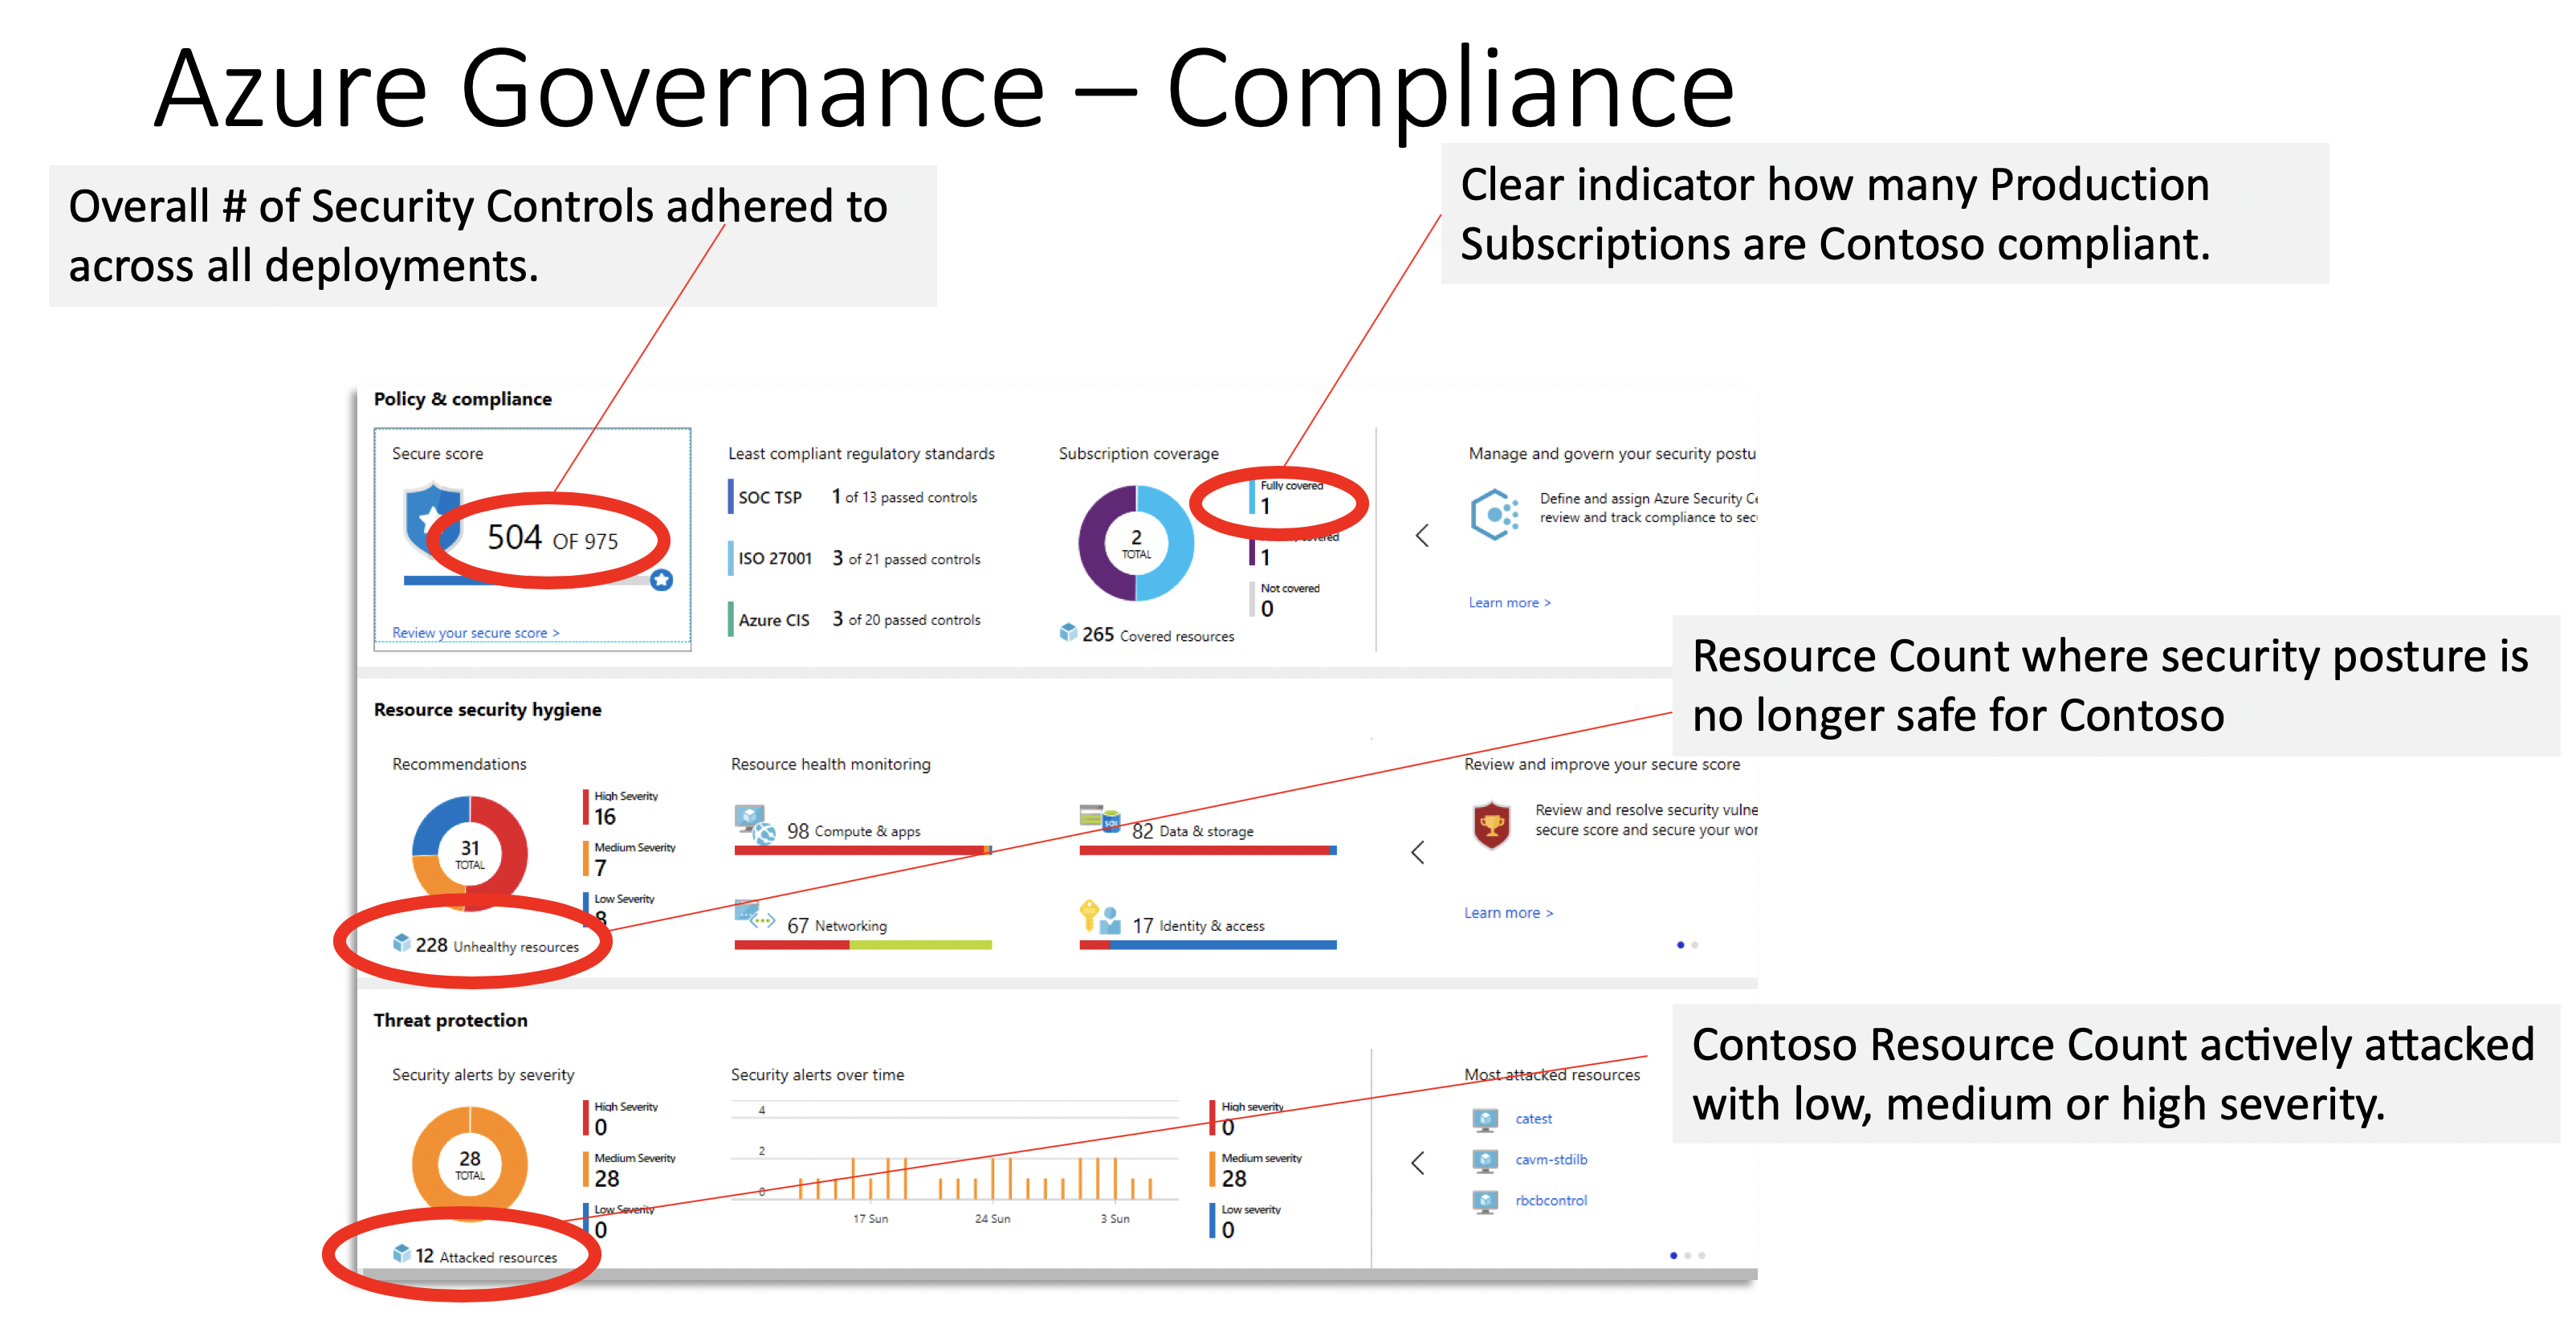 Azure Governance – Compliance
Overall # of Security Controls adhered to
across all deployments.
Clear indicator how many Production
Subscriptions are Contoso compliant.
Policy & compliance
Secure score
504 OF 975
Review your secure score >
Least compliant regulatory standards
SOC TSP 1 of 13 passed controls
ISO 27001 3 of 21 passed controls
Azure CIS 3 of 20 passed controls
Subscription coverage
2
TOTAL
Fully covered
1
covered
1
Not covered
0
265 Covered resources
Manage and govern your security postu
Define and assign Azure Security Ce
review and track compliance to sec
Learn more >
Resource Count where security posture is
no longer safe for Contoso
Resource security hygiene
Recommendations
31
TOTAL
High Severity
16
Medium Severity
7
Low Severity
8
228 Unhealthy resources
Resource health monitoring
98 Compute & apps
SQL
82 Data & storage
67 Networking
17 Identity & access
Review and improve your secure score
Review and resolve security vulne
secure score and secure your wor
Learn more >
Contoso Resource Count actively attacked
with low, medium or high severity.
Threat protection
Security alerts by severity
28
TOTAL
High Severity
0
Medium Severity
28
Low Severity
0
12 Attacked resources
Security alerts over time
4
2
0
17 Sun
24 Sun
3 Sun
High severity
0
Medium severity
28
Low severity
0
Most attacked resources
catest
cavm-stdilb
rbcbcontrol